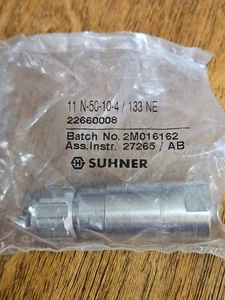 11 N-50-10-4 / 133 NE
22660008
Batch No. 2M016162
Ass.Instr. 27265 / AB
SUHNER